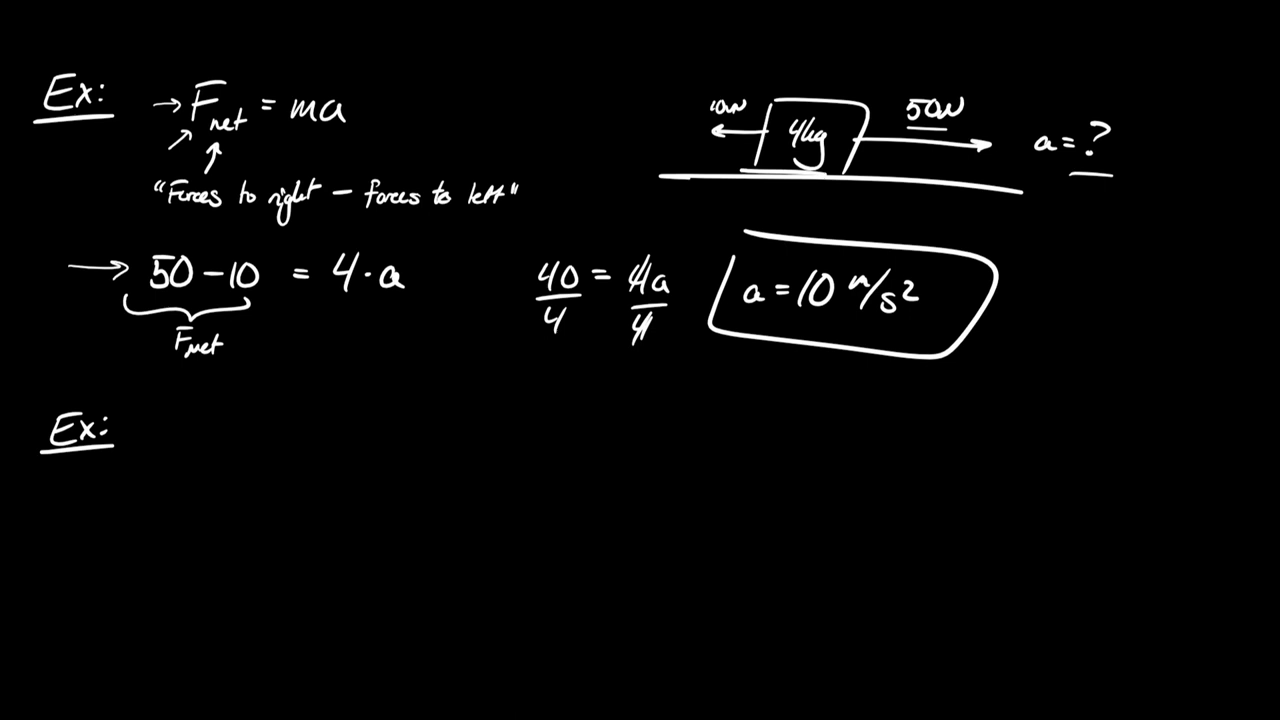 Ex: → Fnet = ma
"Forces to right − forces to left"
10N 4kg 50N a = ?
→ 50 − 10 = 4 · a
Fnet
40/4 = 4a/4 a = 10 m/s²
Ex: